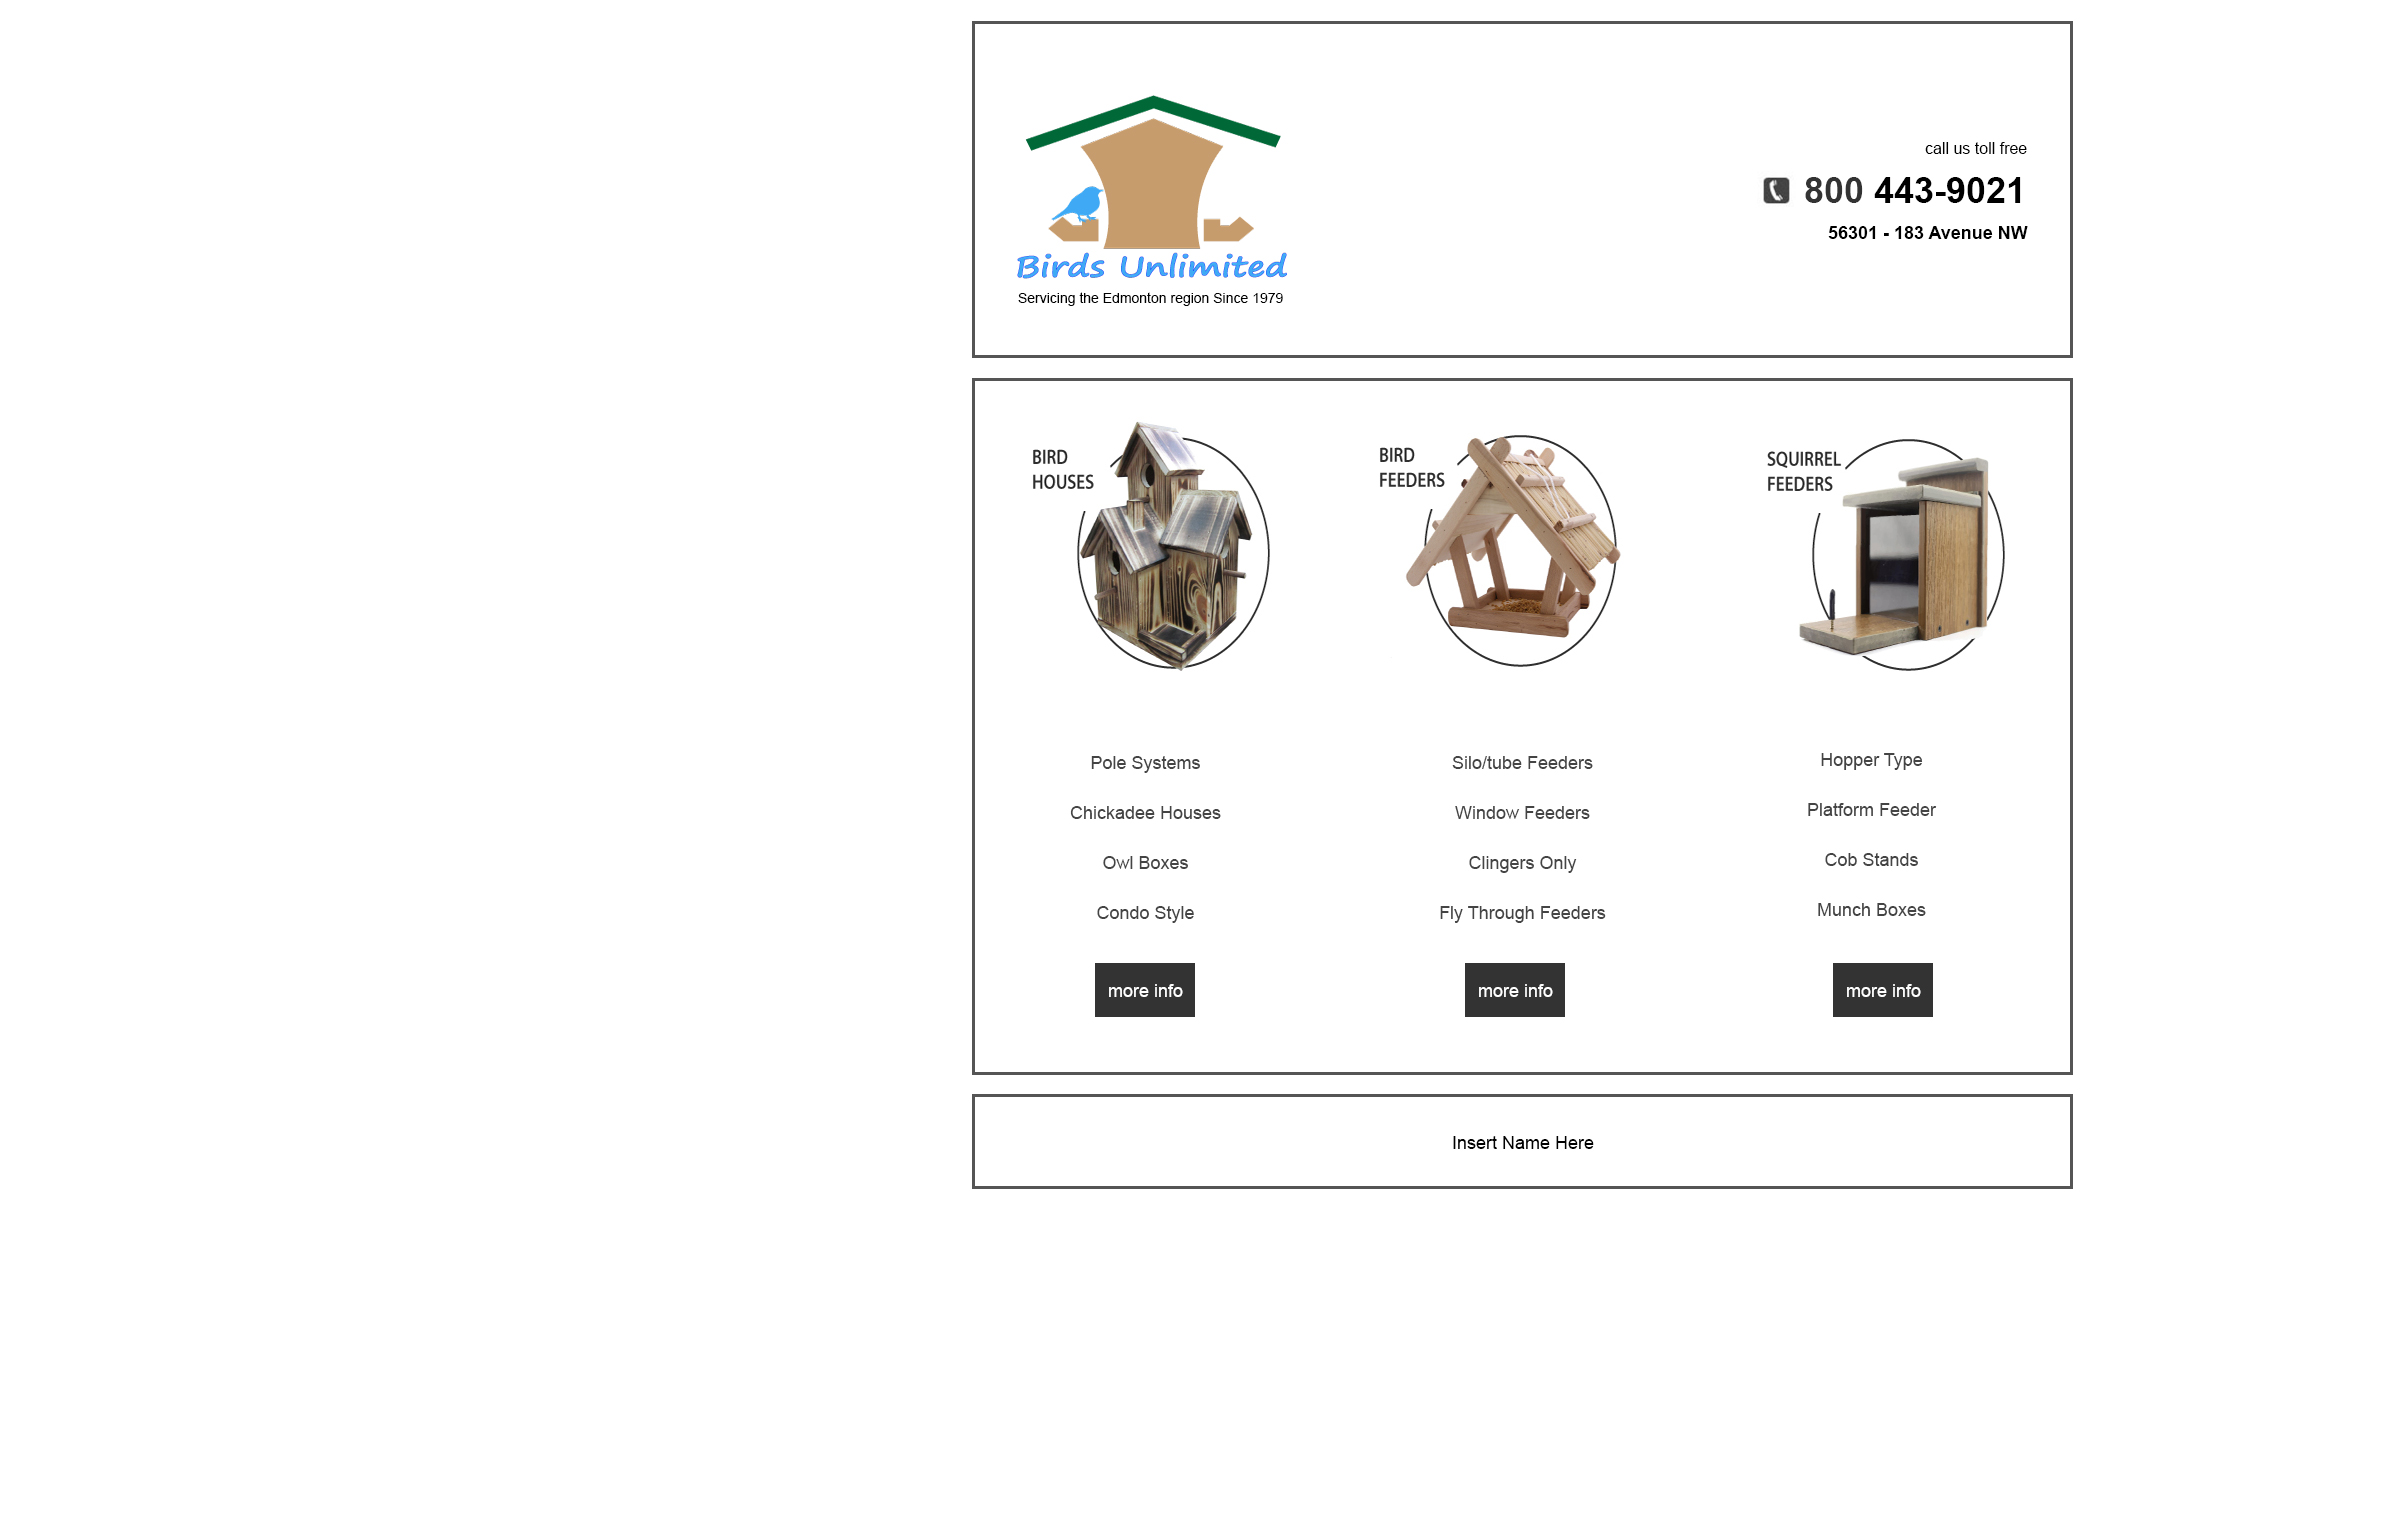 Birds Unlimited
Servicing the Edmonton region Since 1979
call us toll free
800 443-9021
56301 - 183 Avenue NW
BIRD
HOUSES
Pole Systems
Chickadee Houses
Owl Boxes
Condo Style
more info
BIRD
FEEDERS
Silo/tube Feeders
Window Feeders
Clingers Only
Fly Through Feeders
more info
SQUIRREL
FEEDERS
Hopper Type
Platform Feeder
Cob Stands
Munch Boxes
more info
Insert Name Here